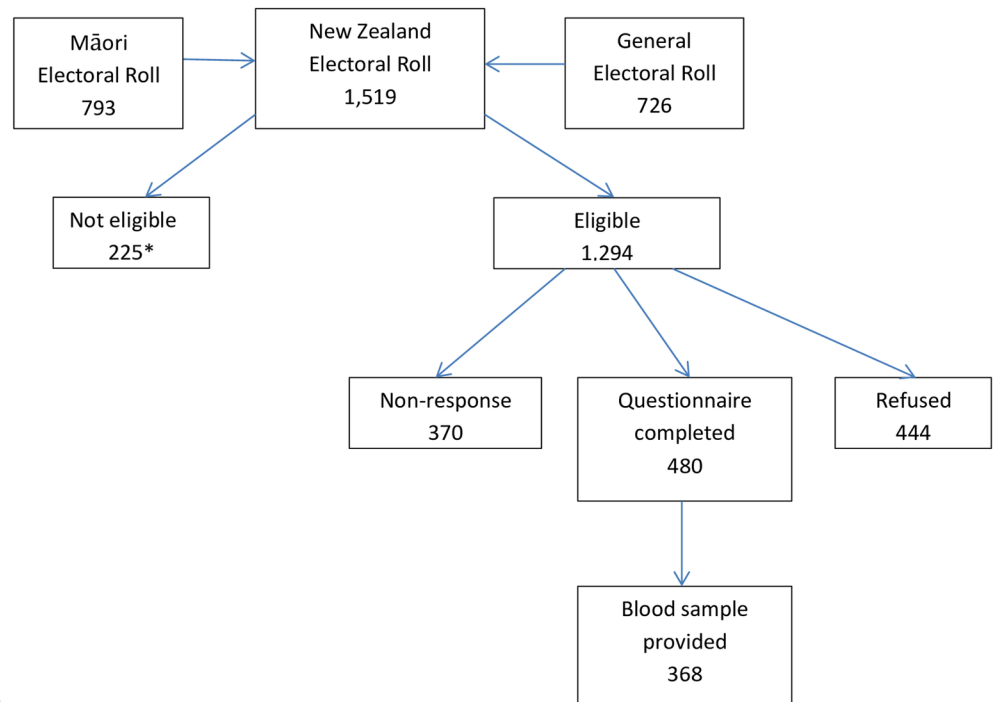 Māori
Electoral Roll
793
New Zealand
Electoral Roll
1,519
General
Electoral Roll
726
Not eligible
225*
Eligible
1.294
Non-response
370
Questionnaire
completed
480
Refused
444
Blood sample
provided
368